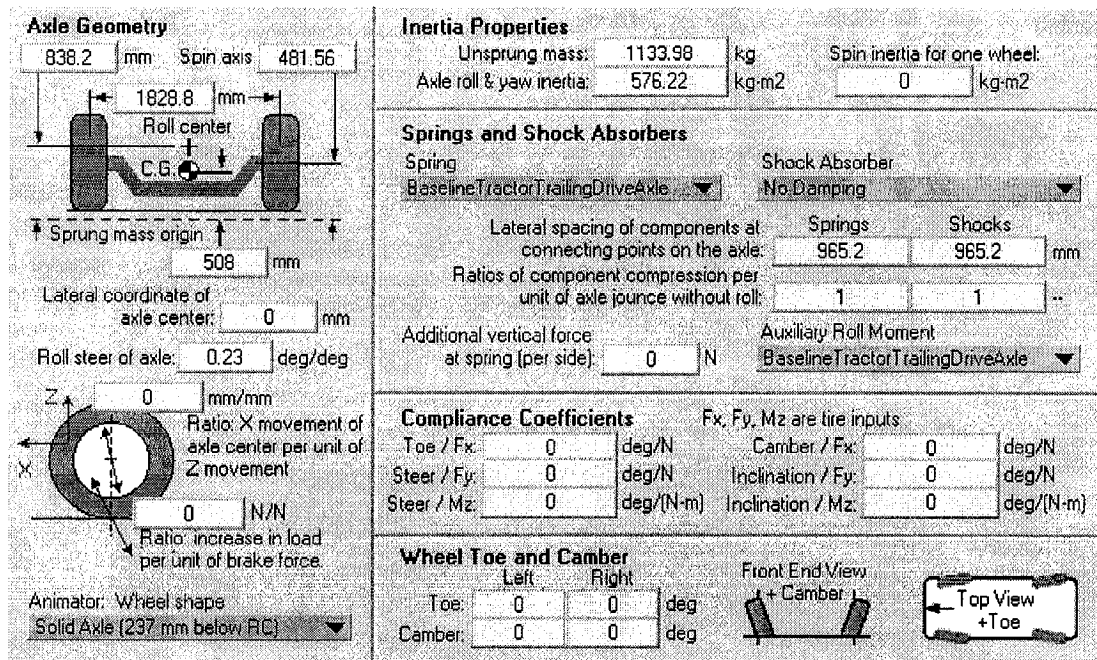 Axle Geometry
838.2 mm Spin axis 481.56
1828.8 mm
Roll center
C.G.
Sprung mass origin
508 mm
Lateral coordinate of
axle center: 0 mm
Roll steer of axle: 0.23 deg/deg
Z 0 mm/mm
Ratio: X movement of
axle center per unit of
Z movement
X
0 N/N
Ratio: increase in load
per unit of brake force.
Animator: Wheel shape
Solid Axle (237 mm below RC)
Inertia Properties
Unsprung mass: 1133.98 kg
Axle roll & yaw inertia: 576.22 kg-m2
Spin inertia for one wheel:
0 kg-m2
Springs and Shock Absorbers
Spring
BaselineTractorTrailingDriveAxle ...
Shock Absorber
No Damping
Springs Shocks
Lateral spacing of components at
connecting points on the axle: 965.2 965.2 mm
Ratios of component compression per
unit of axle jounce without roll: 1 1 --
Additional vertical force
at spring (per side): 0 N
Auxiliary Roll Moment
BaselineTractorTrailingDriveAxle
Compliance Coefficients Fx, Fy, Mz are tire inputs
Toe / Fx: 0 deg/N Camber / Fx: 0 deg/N
Steer / Fy: 0 deg/N Inclination / Fy: 0 deg/N
Steer / Mz: 0 deg/(N-m) Inclination / Mz: 0 deg/(N-m)
Wheel Toe and Camber
Left Right
Toe: 0 0 deg
Camber: 0 0 deg
Front End View
+ Camber
Top View
+Toe